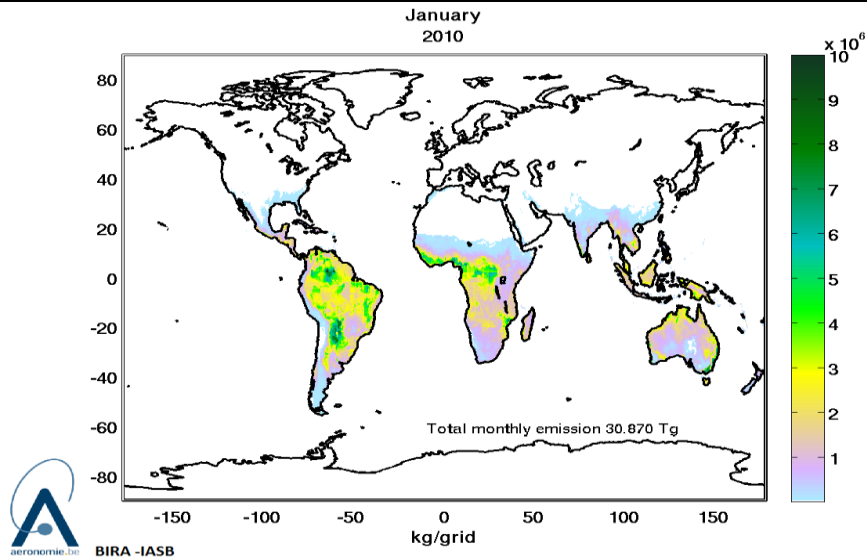 January
2010
x 10⁶
80
60
40
20
0
-20
-40
-60
-80
Total monthly emission 30.870 Tg
10
9
8
7
6
5
4
3
2
1
-150 -100 -50 0 50 100 150
kg/grid
aeronomie.be
BIRA -IASB